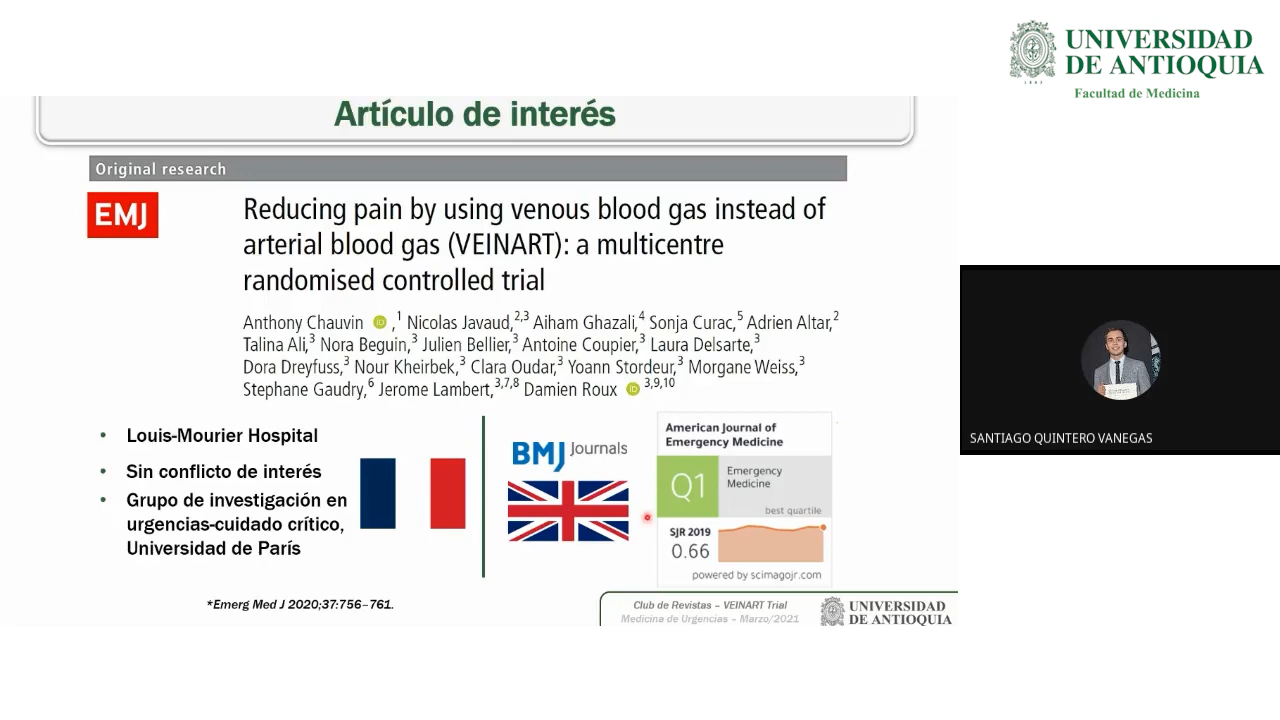 UNIVERSIDAD
DE ANTIOQUIA
1803
Facultad de Medicina
Artículo de interés
Original research
EMJ
Reducing pain by using venous blood gas instead of
arterial blood gas (VEINART): a multicentre
randomised controlled trial
Anthony Chauvin iD ,1 Nicolas Javaud,2,3 Aiham Ghazali,4 Sonja Curac,5 Adrien Altar,2
Talina Ali,3 Nora Beguin,3 Julien Bellier,3 Antoine Coupier,3 Laura Delsarte,3
Dora Dreyfuss,3 Nour Kheirbek,3 Clara Oudar,3 Yoann Stordeur,3 Morgane Weiss,3
Stephane Gaudry,6 Jerome Lambert,3,7,8 Damien Roux iD 3,9,10
• Louis-Mourier Hospital
• Sin conflicto de interés
• Grupo de investigación en
urgencias-cuidado crítico,
Universidad de París
BMJ Journals
American Journal of
Emergency Medicine
Q1
Emergency
Medicine
best quartile
SJR 2019
0.66
powered by scimagojr.com
*Emerg Med J 2020;37:756–761.
Club de Revistas – VEINART Trial
Medicina de Urgencias – Marzo/2021
UNIVERSIDAD
DE ANTIOQUIA
SANTIAGO QUINTERO VANEGAS